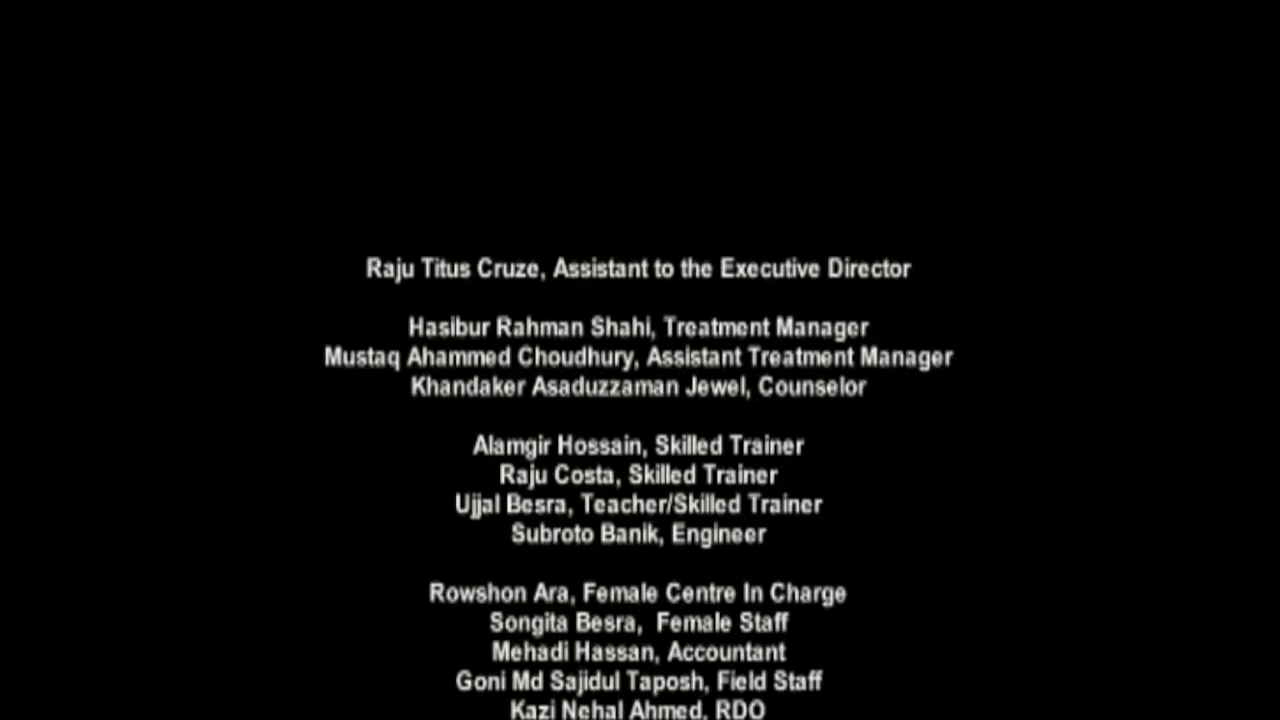 Raju Titus Cruze, Assistant to the Executive Director
Hasibur Rahman Shahi, Treatment Manager
Mustaq Ahammed Choudhury, Assistant Treatment Manager
Khandaker Asaduzzaman Jewel, Counselor
Alamgir Hossain, Skilled Trainer
Raju Costa, Skilled Trainer
Ujjal Besra, Teacher/Skilled Trainer
Subroto Banik, Engineer
Rowshon Ara, Female Centre In Charge
Songita Besra, Female Staff
Mehadi Hassan, Accountant
Goni Md Sajidul Taposh, Field Staff
Kazi Nehal Ahmed, RDO